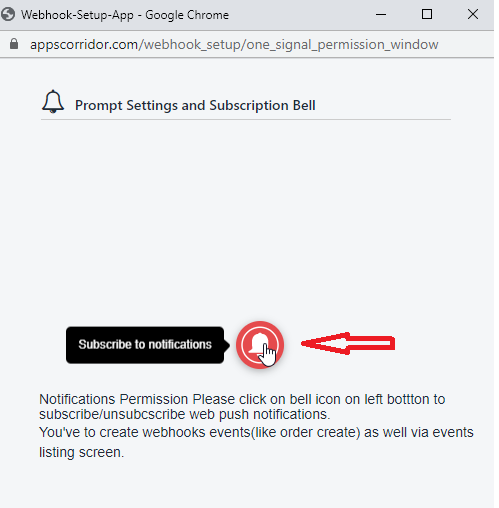 Webhook-Setup-App - Google Chrome
appscorridor.com/webhook_setup/one_signal_permission_window
Prompt Settings and Subscription Bell
Subscribe to notifications
Notifications Permission Please click on bell icon on left bottton to
subscribe/unsubcscribe web push notifications.
You've to create webhooks events(like order create) as well via events
listing screen.